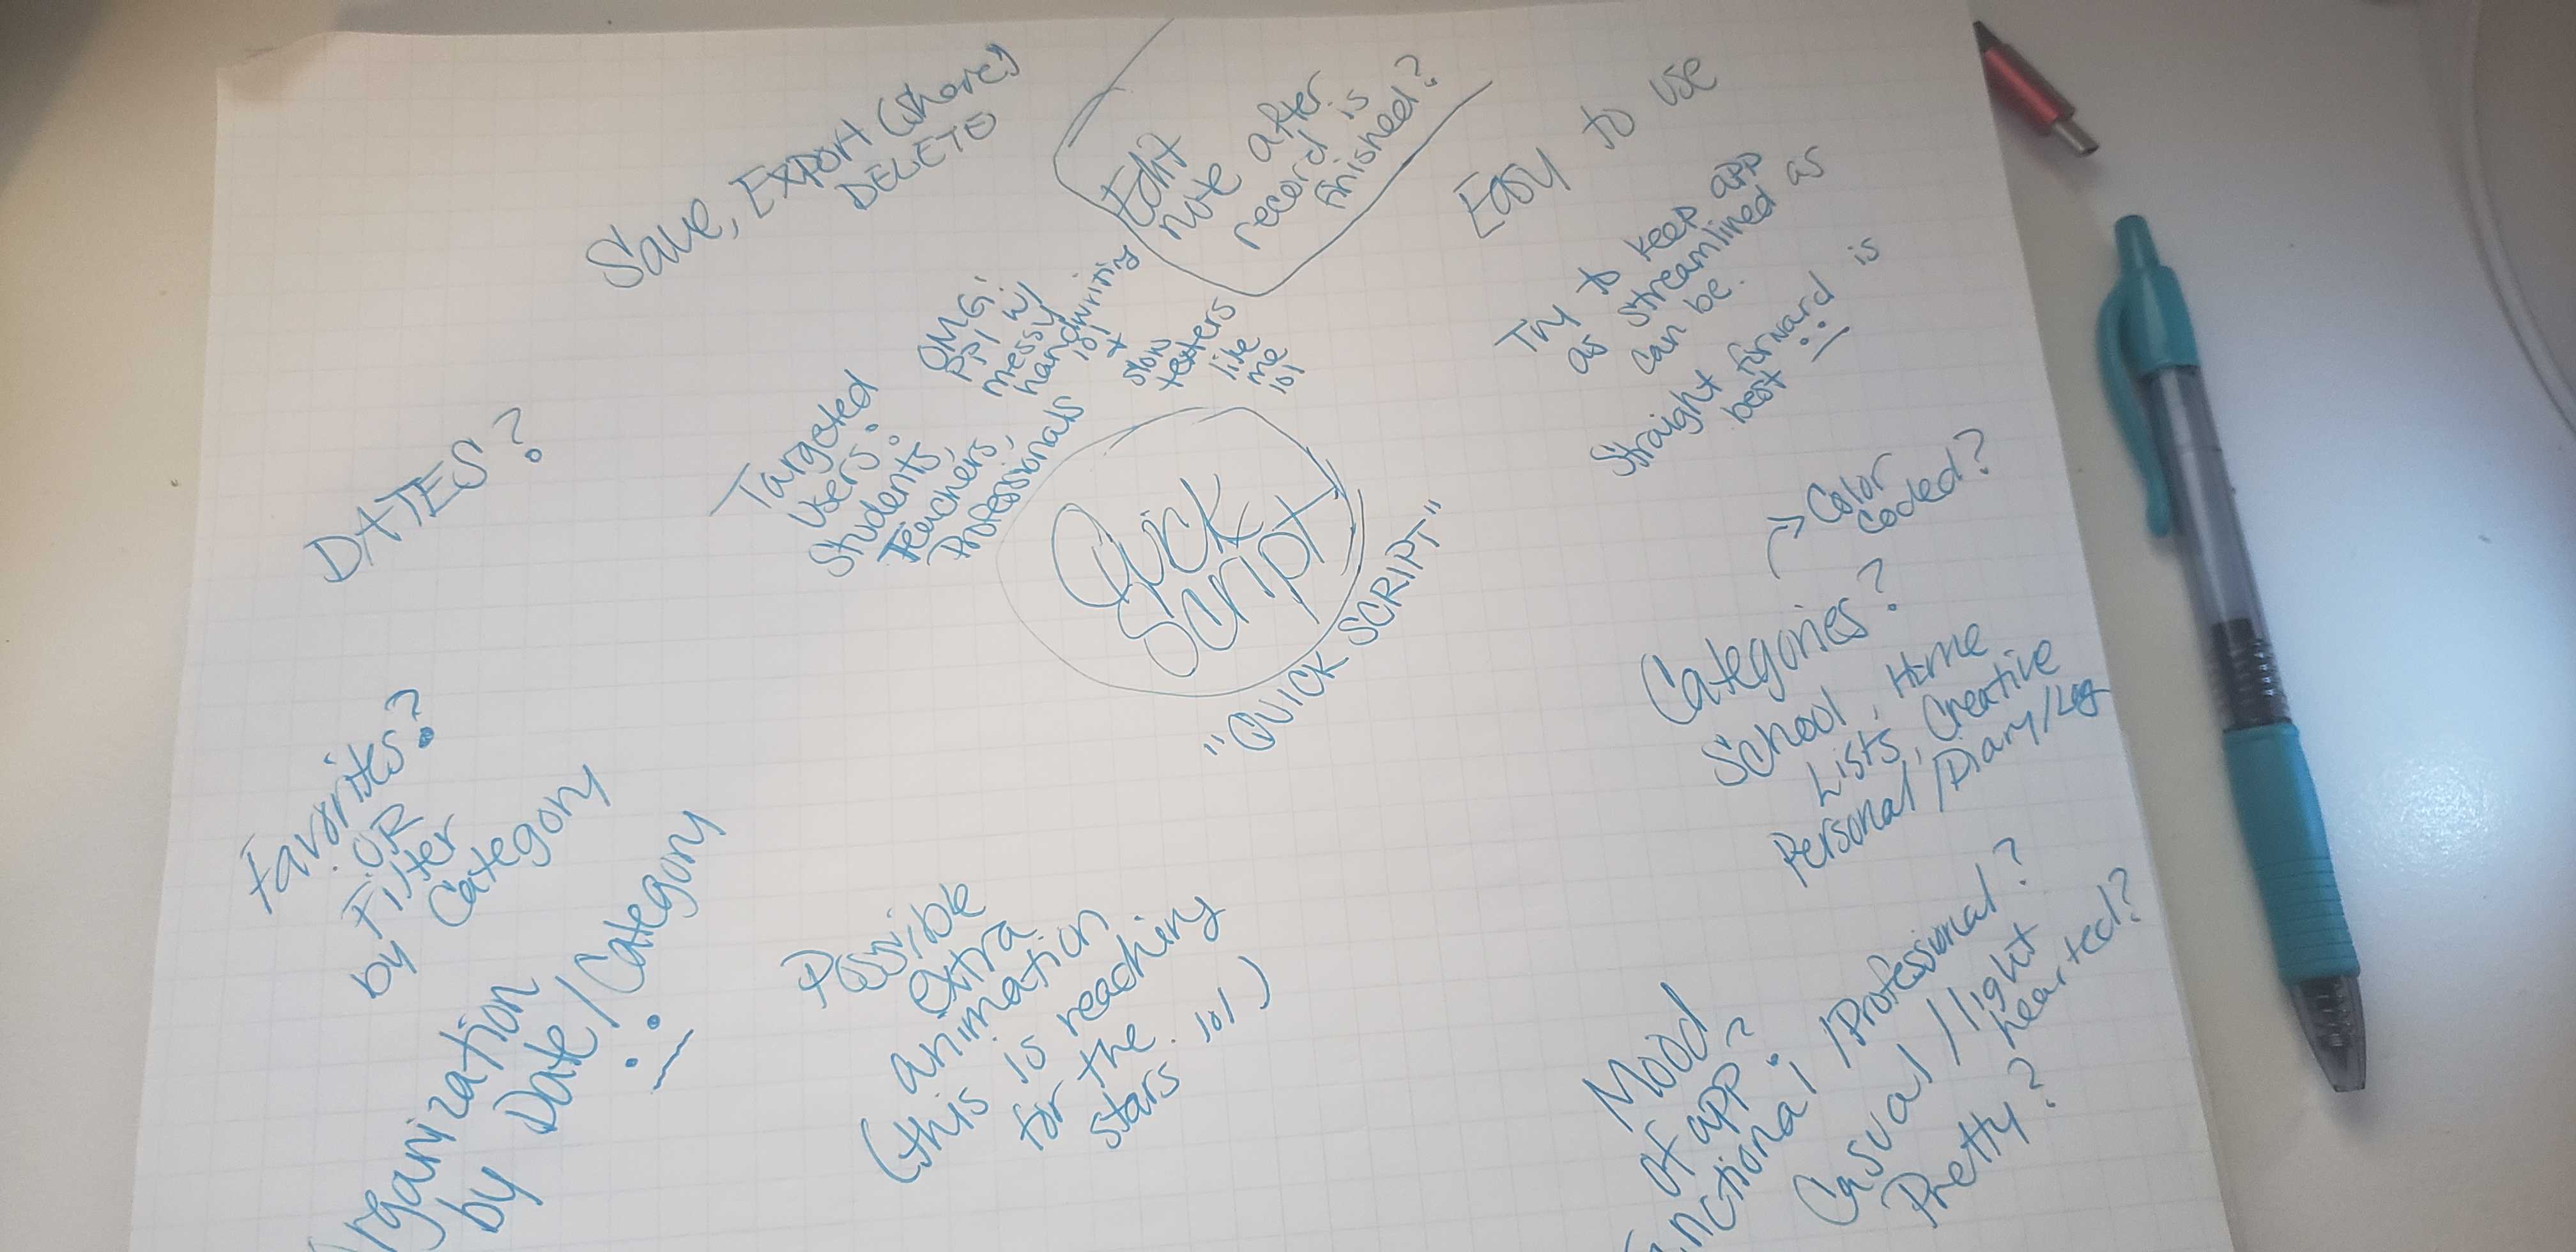 Save, Export (share)
DELETE
Edit
note after
record is
finished?
Easy to use
Try to keep app
as streamlined as
can be.
Straight forward is
best
Targeted
Users:
Students,
Teachers,
Professionals
OMG!
ppl w/
messy
handwriting
lol +
slow
texters
like
me
lol
DATES?
Quick
Script
"QUICK SCRIPT"
Color
coded?
Categories?
School, Home
Lists, Creative
Personal/Diary/Log
Favorites?
OR
Filter
by Category
rganization
by Date/Category
Possible
extra
animation
(this is reaching
for the
stars lol)
Mood
of app?
nctional/Professional?
Casual/light
hearted?
Pretty?